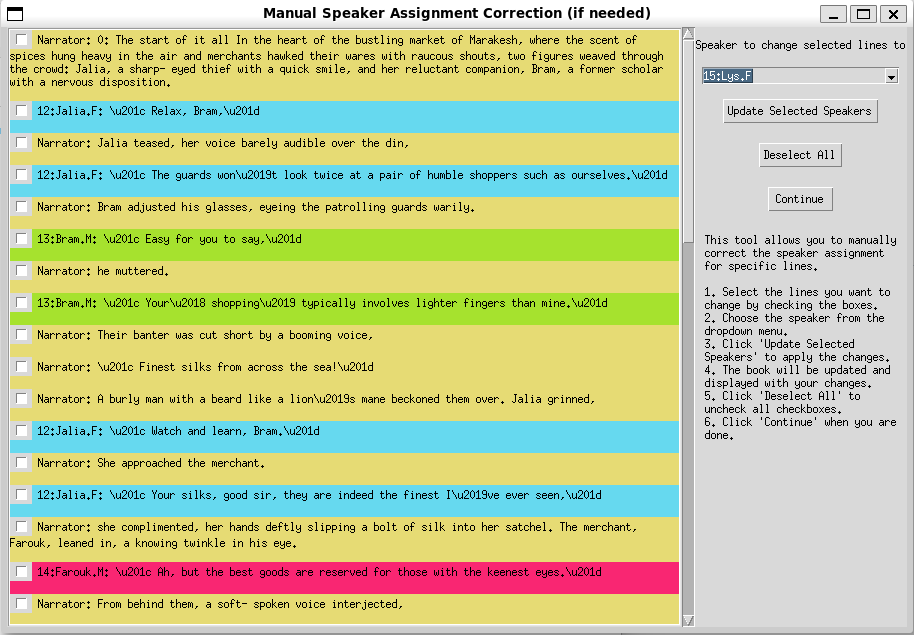 Manual Speaker Assignment Correction (if needed)
Narrator: 0: The start of it all In the heart of the bustling market of Marakesh, where the scent of
spices hung heavy in the air and merchants hawked their wares with raucous shouts, two figures weaved through
the crowd: Jalia, a sharp- eyed thief with a quick smile, and her reluctant companion, Bram, a former scholar
with a nervous disposition.
12:Jalia.F: \u201c Relax, Bram,\u201d
Narrator: Jalia teased, her voice barely audible over the din,
12:Jalia.F: \u201c The guards won\u2019t look twice at a pair of humble shoppers such as ourselves.\u201d
Narrator: Bram adjusted his glasses, eyeing the patrolling guards warily.
13:Bram.M: \u201c Easy for you to say,\u201d
Narrator: he muttered.
13:Bram.M: \u201c Your\u2018 shopping\u2019 typically involves lighter fingers than mine.\u201d
Narrator: Their banter was cut short by a booming voice,
Narrator: \u201c Finest silks from across the sea!\u201d
Narrator: A burly man with a beard like a lion\u2019s mane beckoned them over. Jalia grinned,
12:Jalia.F: \u201c Watch and learn, Bram.\u201d
Narrator: She approached the merchant.
12:Jalia.F: \u201c Your silks, good sir, they are indeed the finest I\u2019ve ever seen,\u201d
Narrator: she complimented, her hands deftly slipping a bolt of silk into her satchel. The merchant,
Farouk, leaned in, a knowing twinkle in his eye.
14:Farouk.M: \u201c Ah, but the best goods are reserved for those with the keenest eyes.\u201d
Narrator: From behind them, a soft- spoken voice interjected,
Speaker to change selected lines to
15:Lys.F
Update Selected Speakers
Deselect All
Continue
This tool allows you to manually
correct the speaker assignment
for specific lines.
1. Select the lines you want to
change by checking the boxes.
2. Choose the speaker from the
dropdown menu.
3. Click 'Update Selected
Speakers' to apply the changes.
4. The book will be updated and
displayed with your changes.
5. Click 'Deselect All' to
uncheck all checkboxes.
6. Click 'Continue' when you are
done.